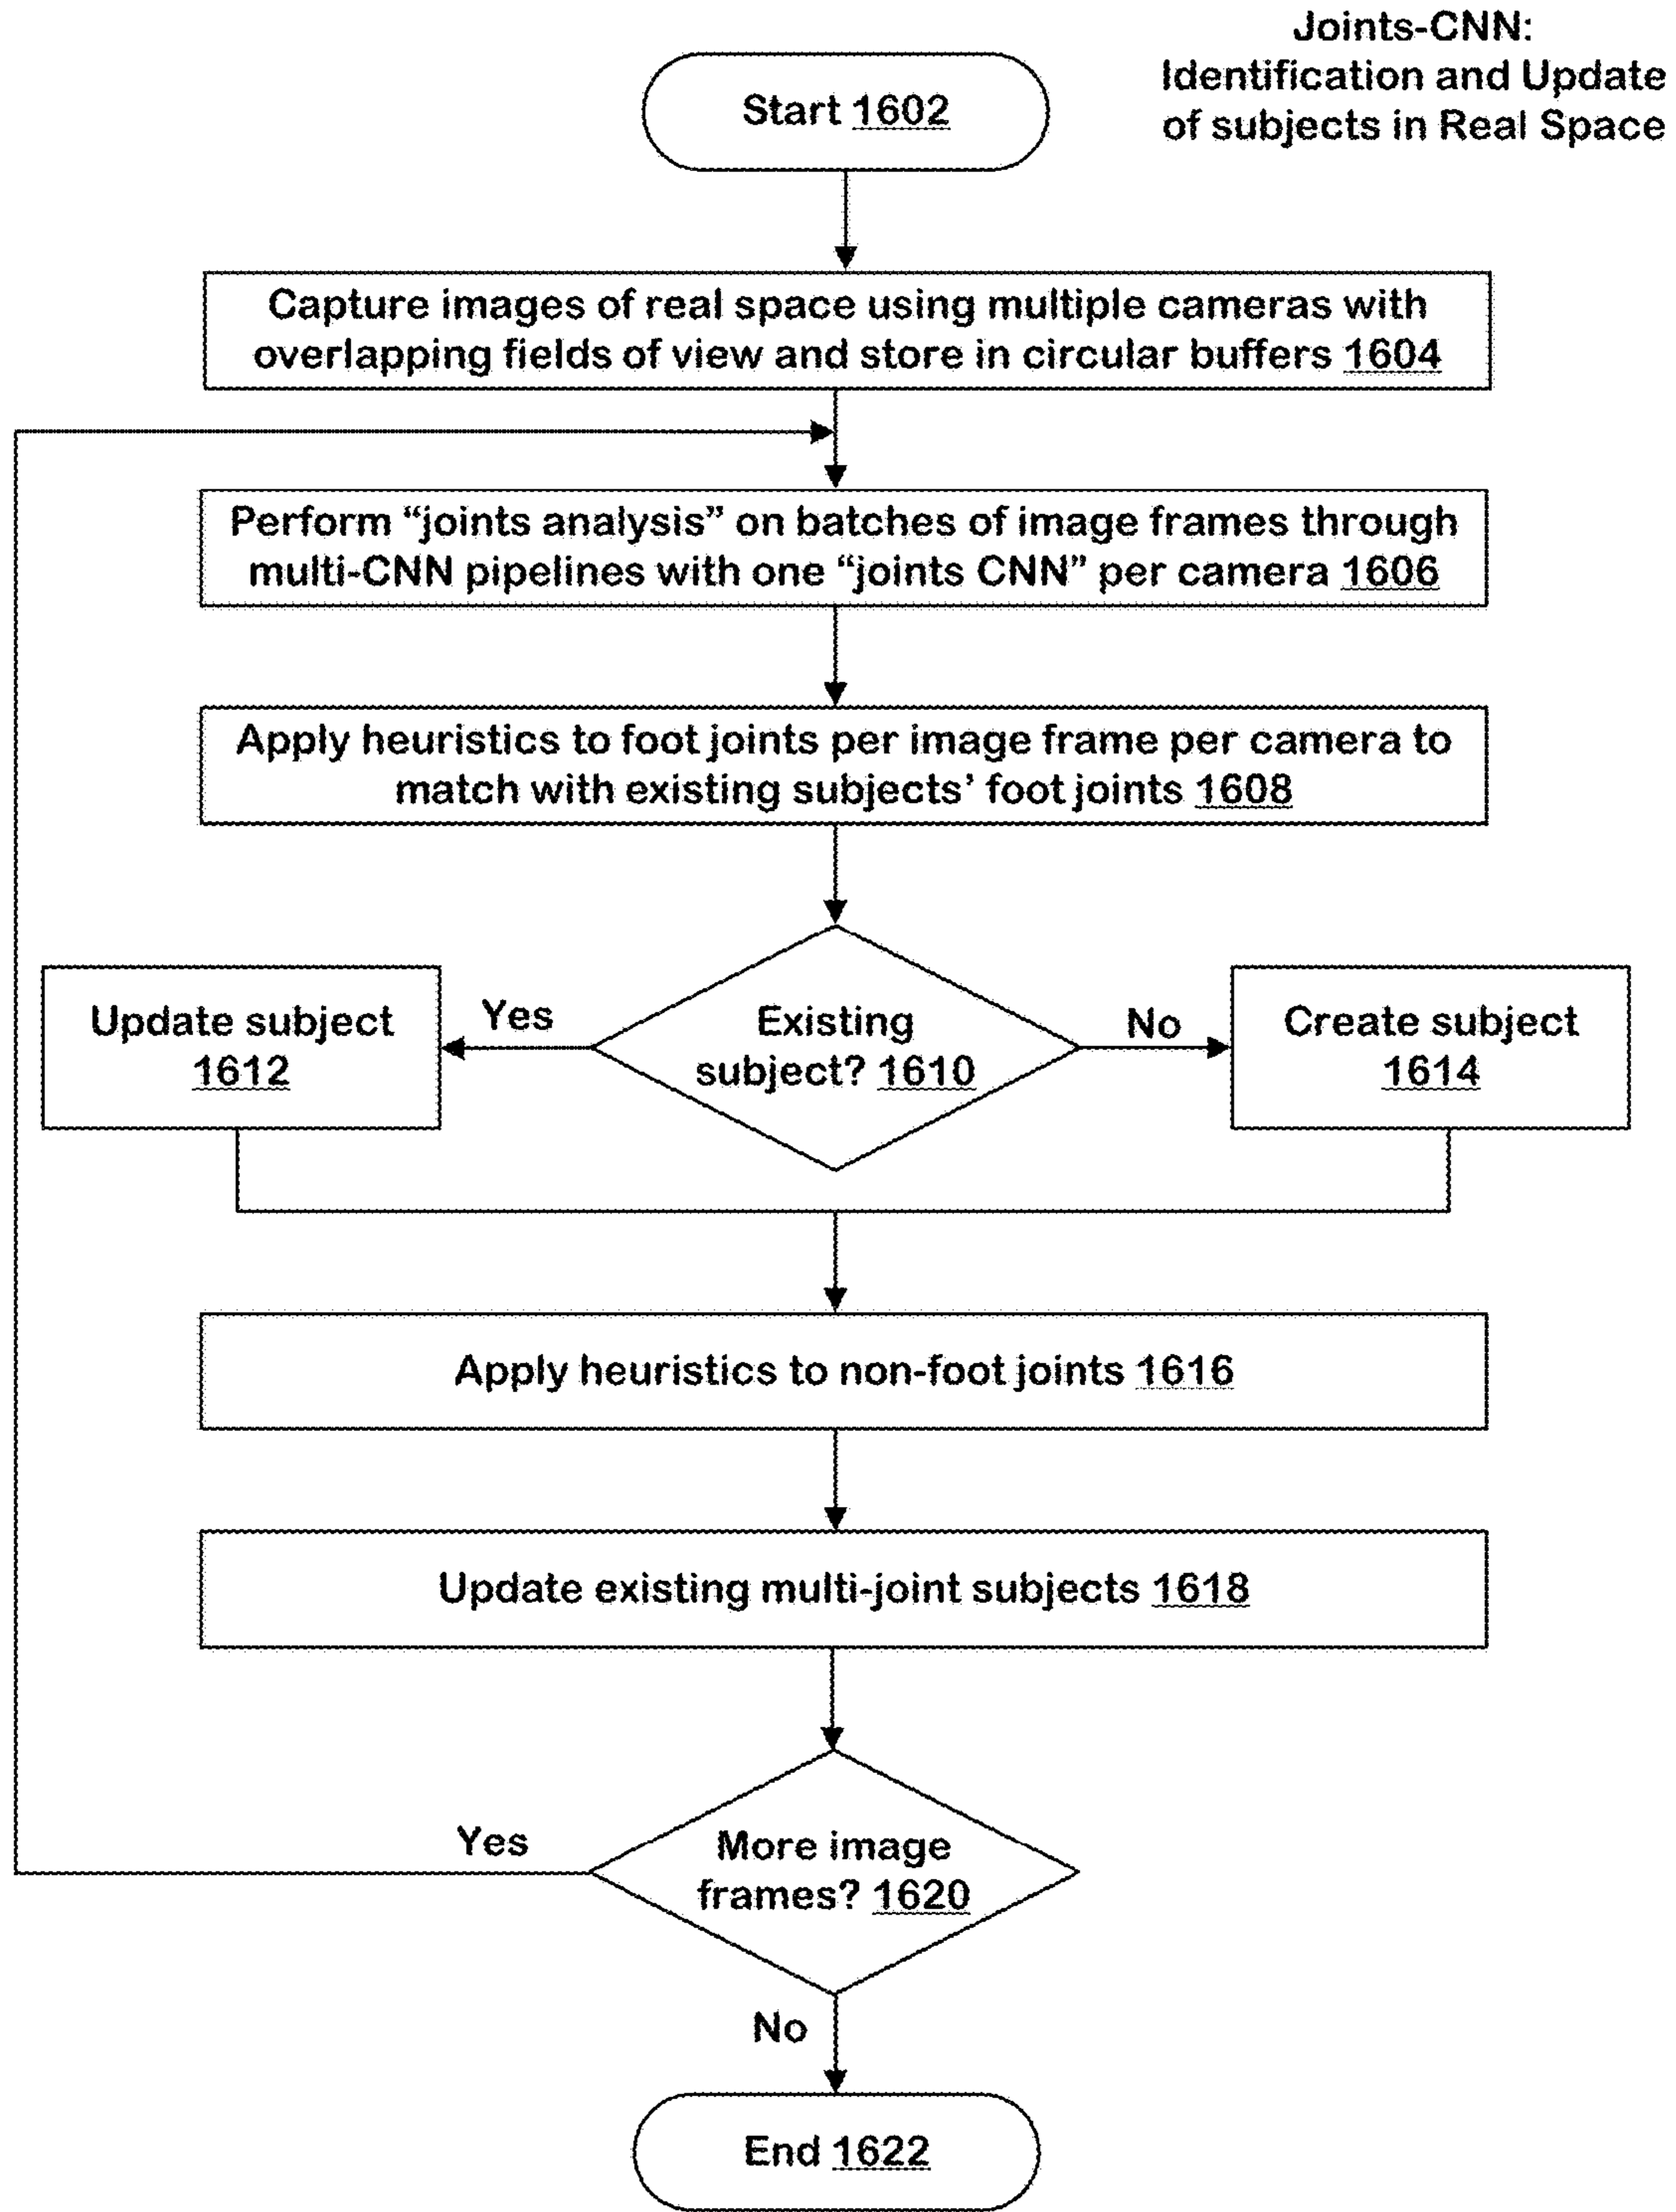 Joints-CNN:
Identification and Update
of subjects in Real Space
Start 1602
Capture images of real space using multiple cameras with
overlapping fields of view and store in circular buffers 1604
Perform “joints analysis” on batches of image frames through
multi-CNN pipelines with one “joints CNN” per camera 1606
Apply heuristics to foot joints per image frame per camera to
match with existing subjects’ foot joints 1608
Existing
subject? 1610
Yes
Update subject
1612
No
Create subject
1614
Apply heuristics to non-foot joints 1616
Update existing multi-joint subjects 1618
More image
frames? 1620
Yes
No
End 1622